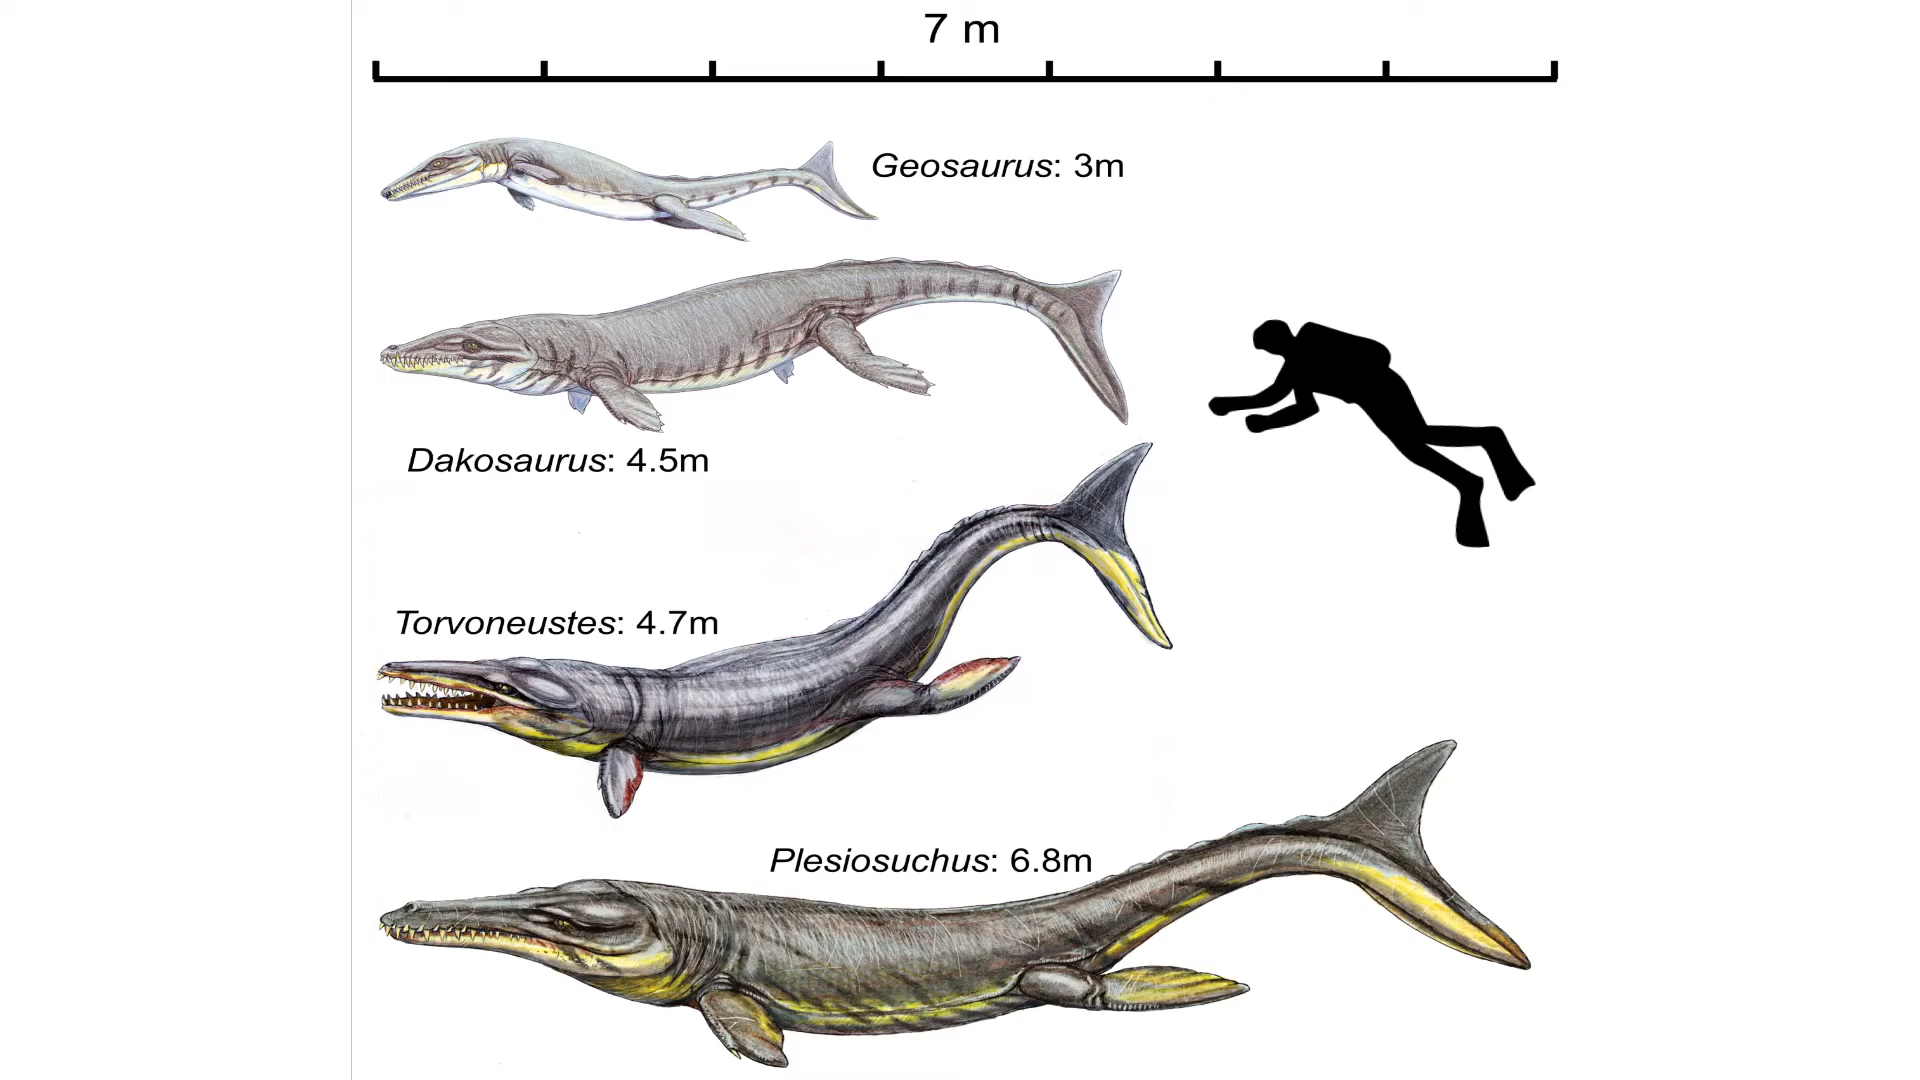 7 m
Geosaurus: 3m
Dakosaurus: 4.5m
Torvoneustes: 4.7m
Plesiosuchus: 6.8m